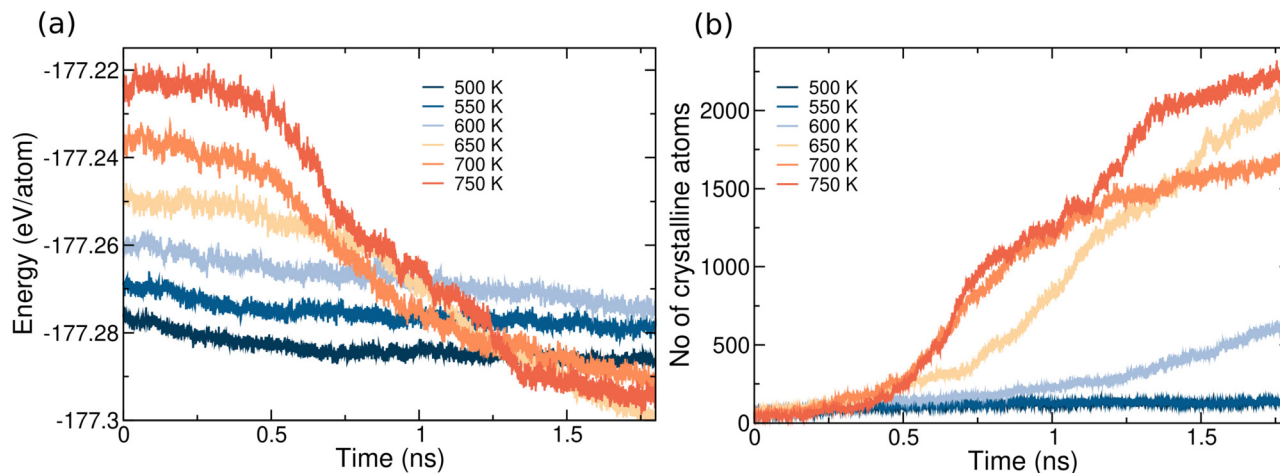 (a)
-177.22
-177.24
-177.26
-177.28
-177.3
Energy (eV/atom)
500 K
550 K
600 K
650 K
700 K
750 K
0
0.5
1
1.5
Time (ns)
(b)
2000
1500
1000
500
0
No of crystalline atoms
500 K
550 K
600 K
650 K
700 K
750 K
0
0.5
1
1.5
Time (ns)